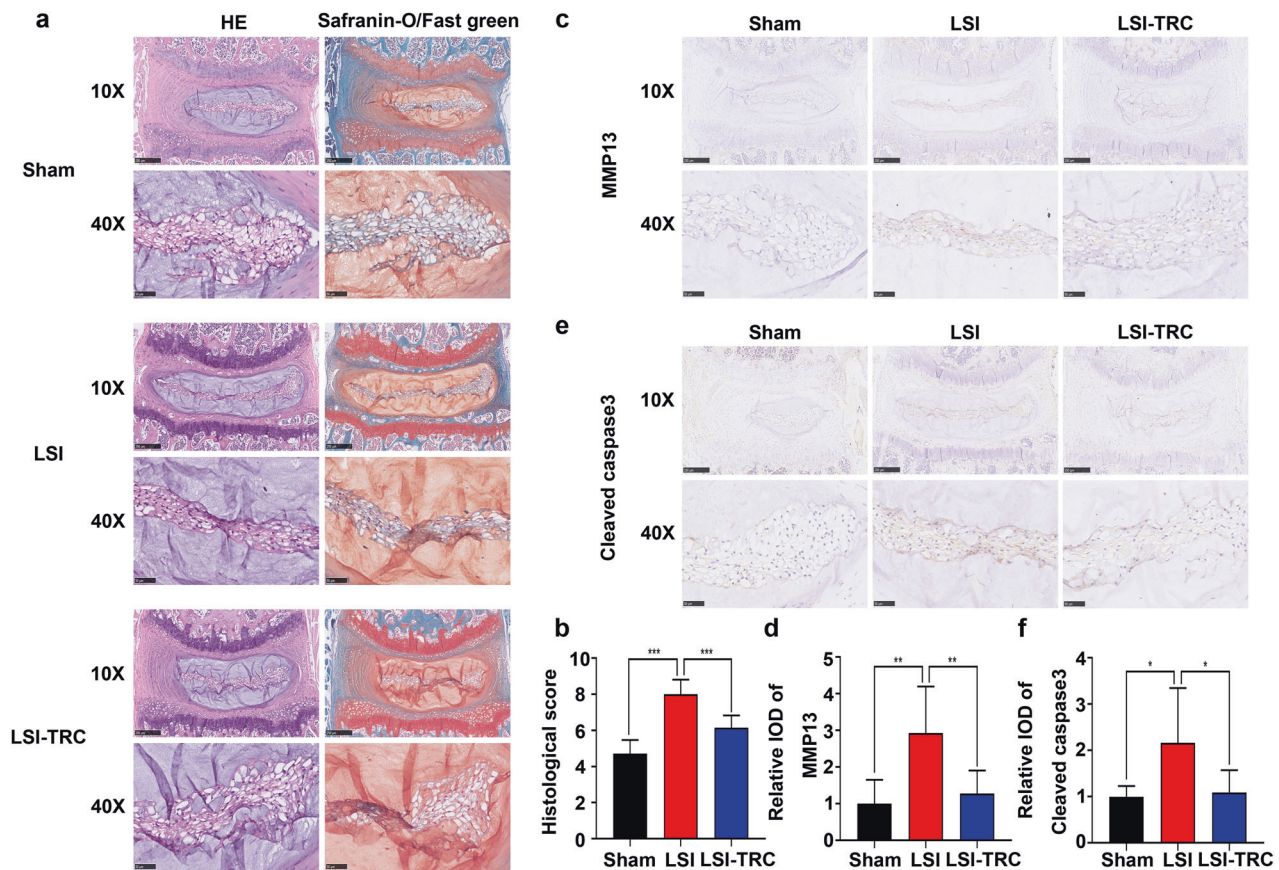 a
HE
Safranin-O/Fast green
10X
Sham
40X
10X
LSI
40X
10X
LSI-TRC
40X
c
Sham
LSI
LSI-TRC
10X
MMP13
40X
e
Sham
LSI
LSI-TRC
10X
Cleaved caspase3
40X
b
Histological score
10
8
6
4
2
0
***
***
Sham
LSI
LSI-TRC
d
Relative IOD of
MMP13
5
4
3
2
1
0
**
**
Sham
LSI
LSI-TRC
f
Relative IOD of
Cleaved caspase3
4
3
2
1
0
*
*
Sham
LSI
LSI-TRC